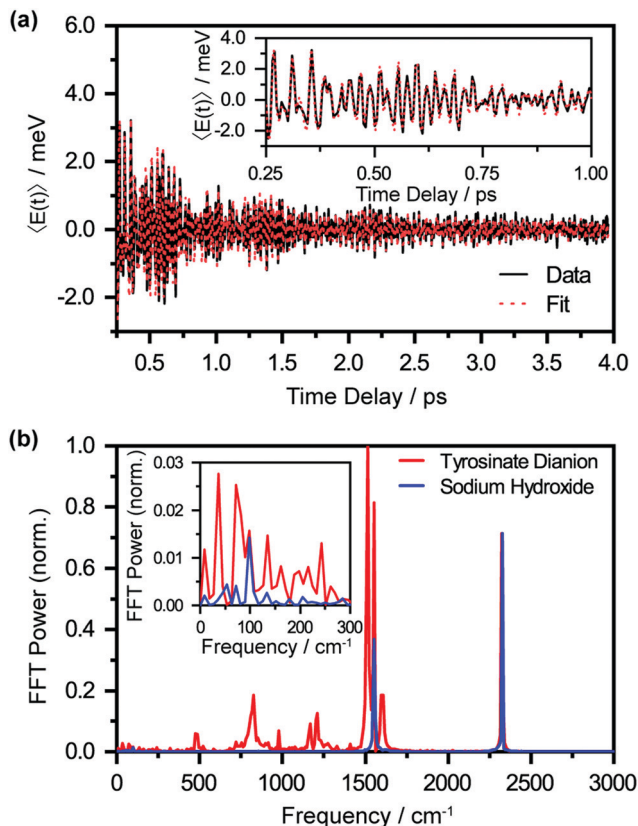 (a)
6.0
4.0
2.0
0.0
-2.0
⟨E(t)⟩ / meV
4.0
2.0
0.0
-2.0
⟨E(t)⟩ / meV
0.25 0.50 0.75 1.00
Time Delay / ps
Data
Fit
0.5 1.0 1.5 2.0 2.5 3.0 3.5 4.0
Time Delay / ps
(b)
1.0
0.8
0.6
0.4
0.2
0.0
FFT Power (norm.)
0.03
0.02
0.01
0.00
FFT Power (norm.)
0 100 200 300
Frequency / cm⁻¹
Tyrosinate Dianion
Sodium Hydroxide
0 500 1000 1500 2000 2500 3000
Frequency / cm⁻¹